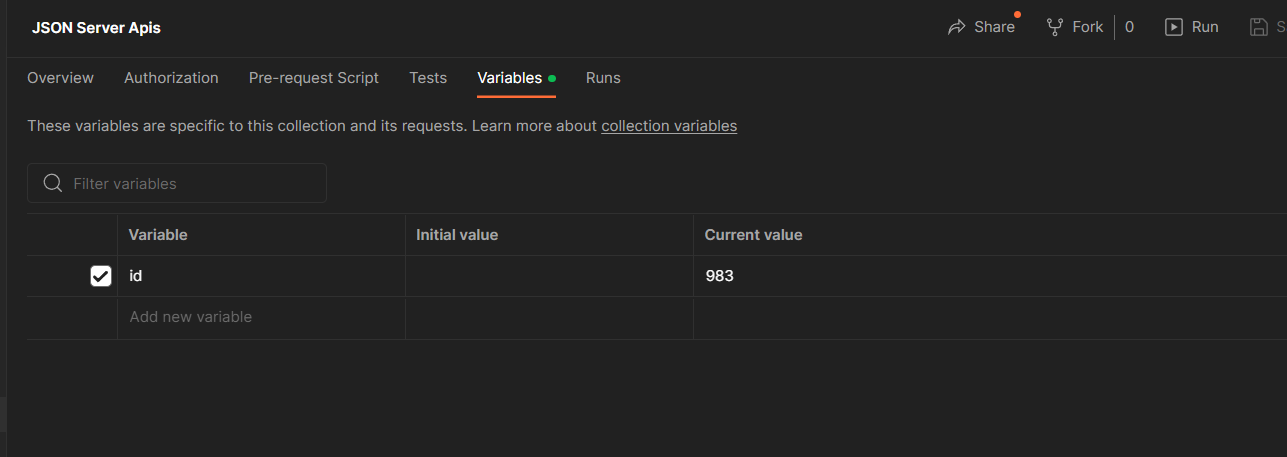 JSON Server Apis
Share
Fork
0
Run
Overview
Authorization
Pre-request Script
Tests
Variables
Runs
These variables are specific to this collection and its requests. Learn more about collection variables
Filter variables
Variable
Initial value
Current value
id
983
Add new variable